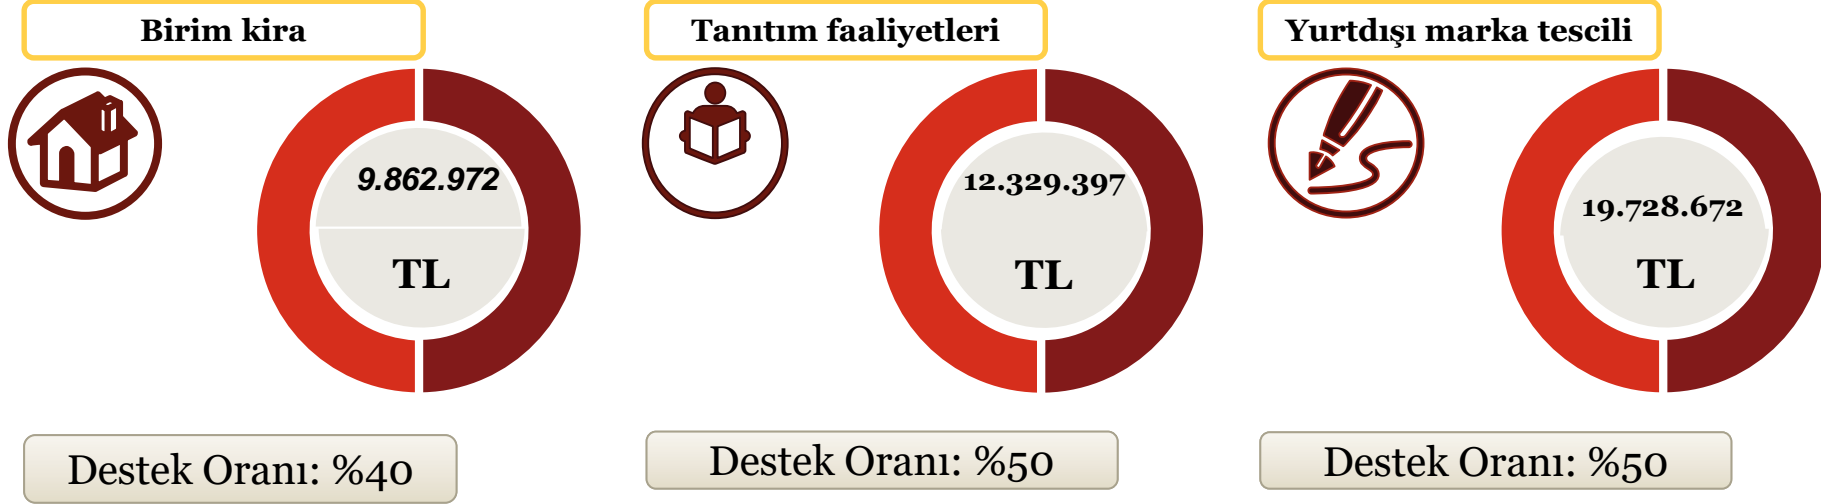 Birim kira
9.862.972
TL
Destek Oranı: %40
Tanıtım faaliyetleri
12.329.397
TL
Destek Oranı: %50
Yurtdışı marka tescili
19.728.672
TL
Destek Oranı: %50